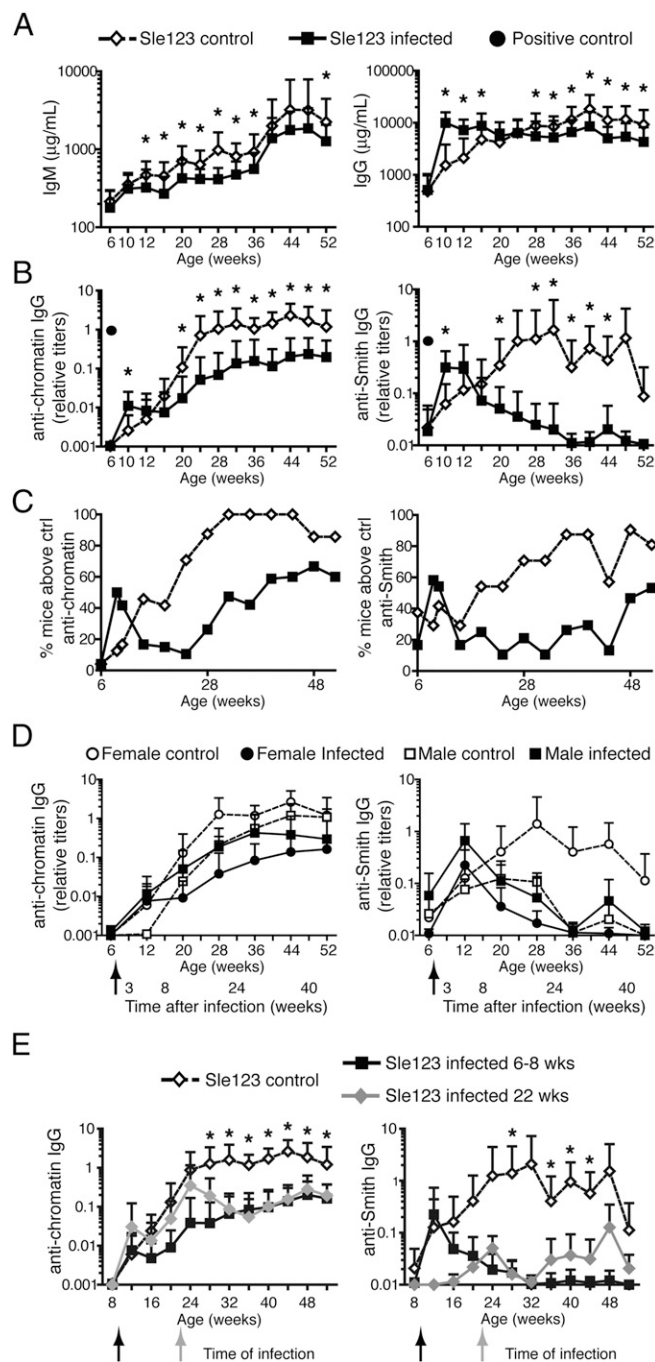 A
Sle123 control Sle123 infected Positive control
10000 1000 100
IgM (µg/mL)
* * * * * * * *
6 10 12 20 28 36 44 52
Age (weeks)
100000 10000 1000 100
IgG (µg/mL)
* * * * * * * * * *
6 10 12 20 28 36 44 52
Age (weeks)
B
10 1 0.1 0.01 0.001
anti-chromatin IgG
(relative titers)
* * * * * * * * * *
6 10 12 20 28 36 44 52
Age (weeks)
10 1 0.1 0.01
anti-Smith IgG
(relative titers)
* * * * * * *
6 10 12 20 28 36 44 52
Age (weeks)
C
100 80 60 40 20 0
% mice above ctrl
anti-chromatin
6 28 48
Age (weeks)
100 80 60 40 20 0
% mice above ctrl
anti-Smith
6 28 48
Age (weeks)
D
Female control Female Infected Male control Male infected
10 1 0.1 0.01 0.001
anti-chromatin IgG
(relative titers)
6 12 20 28 36 44 52
Age (weeks)
3 8 24 40
Time after infection (weeks)
10 1 0.1 0.01
anti-Smith IgG
(relative titers)
6 12 20 28 36 44 52
Age (weeks)
3 8 24 40
Time after infection (weeks)
E
Sle123 control
Sle123 infected 6-8 wks
Sle123 infected 22 wks
10 1 0.1 0.01 0.001
anti-chromatin IgG
* * * * * * *
8 16 24 32 40 48
Age (weeks)
Time of infection
10 1 0.1 0.01
anti-Smith IgG
* * * *
8 16 24 32 40 48
Age (weeks)
Time of infection